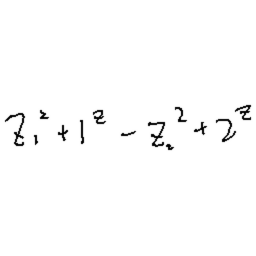 z₁² + 1^z - z₂² + 2^z